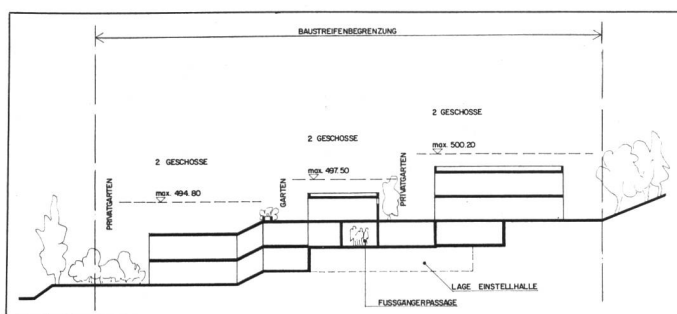 BAUSTREIFENBEGRENZUNG
2 GESCHOSSE
max. 500.20
2 GESCHOSSE
max. 497.50
2 GESCHOSSE
max. 494.80
PRIVATGARTEN
GARTEN
PRIVATGARTEN
LAGE EINSTELLHALLE
FUSSGÄNGERPASSAGE